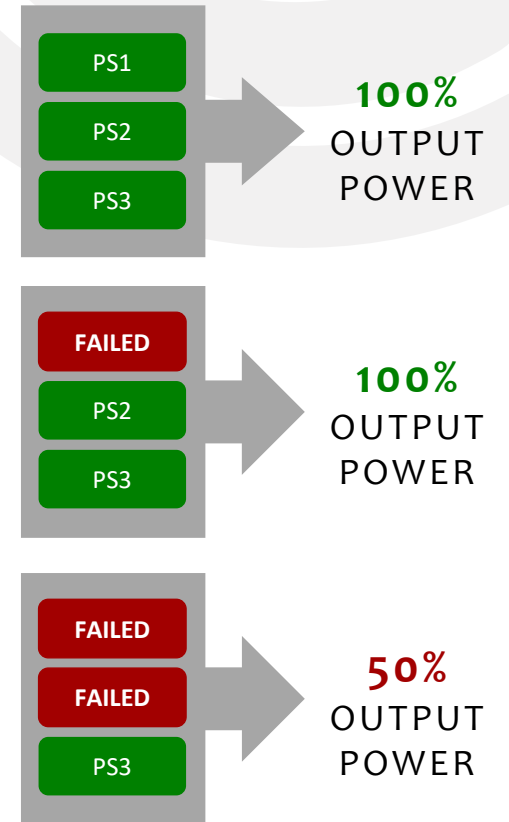 PS1
PS2
PS3
100%
OUTPUT
POWER
FAILED
PS2
PS3
100%
OUTPUT
POWER
FAILED
FAILED
PS3
50%
OUTPUT
POWER